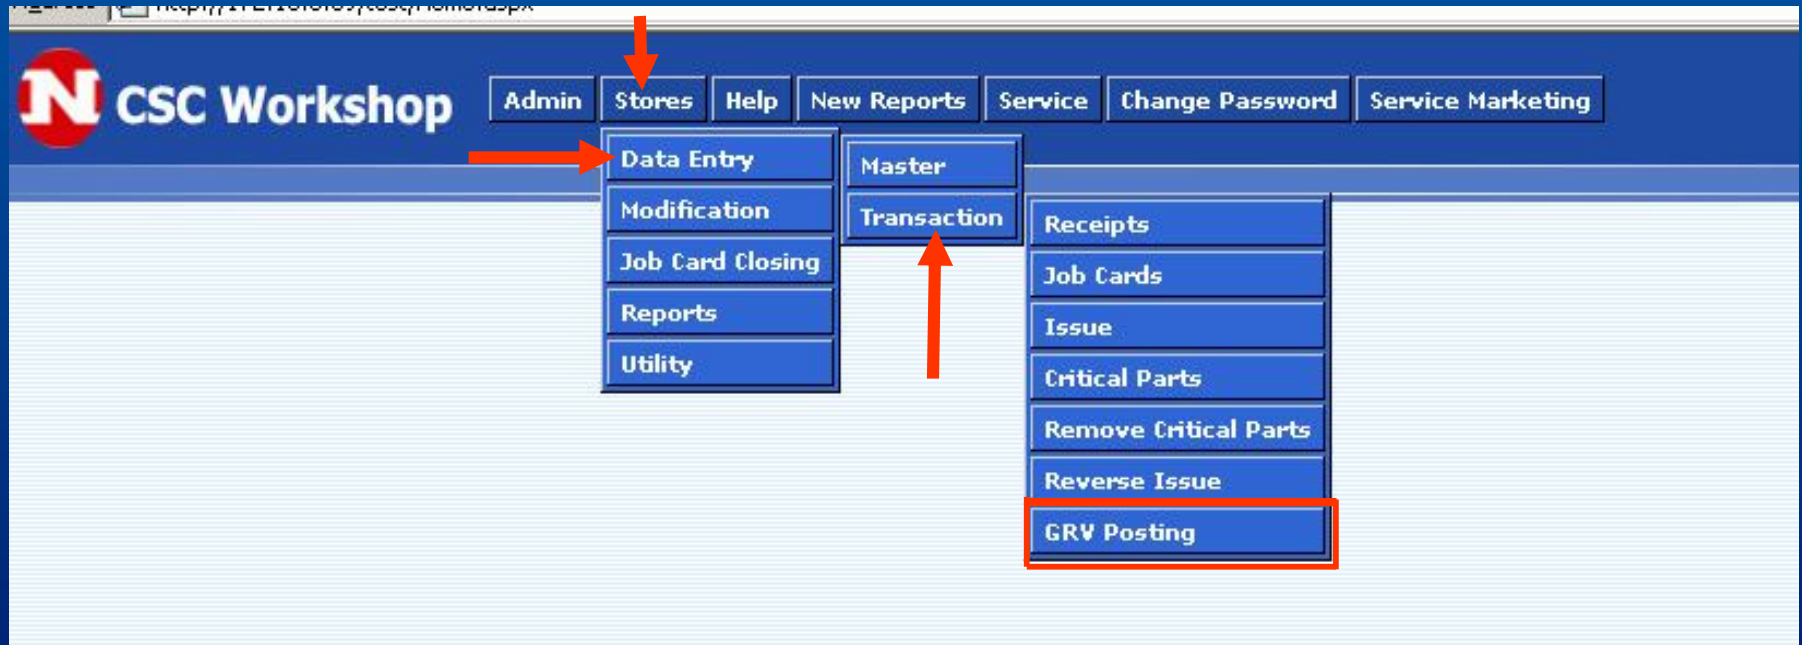 N CSC Workshop
Admin Stores Help New Reports Service Change Password Service Marketing
Data Entry
Modification
Job Card Closing
Reports
Utility
Master
Transaction
Receipts
Job Cards
Issue
Critical Parts
Remove Critical Parts
Reverse Issue
GRV Posting